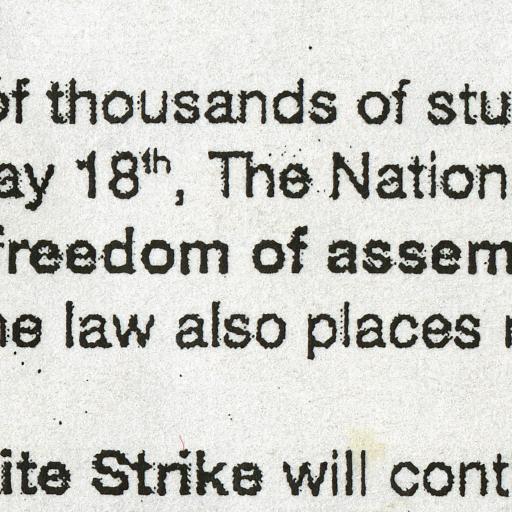 of thousands of stu
ay 18th, The Nation
freedom of assem
he law also places r
ite Strike will cont